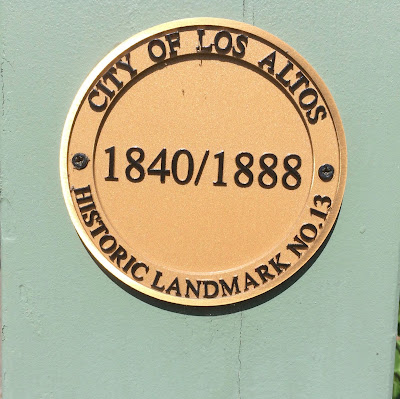 CITY OF LOS ALTOS
1840/1888
HISTORIC LANDMARK NO.13